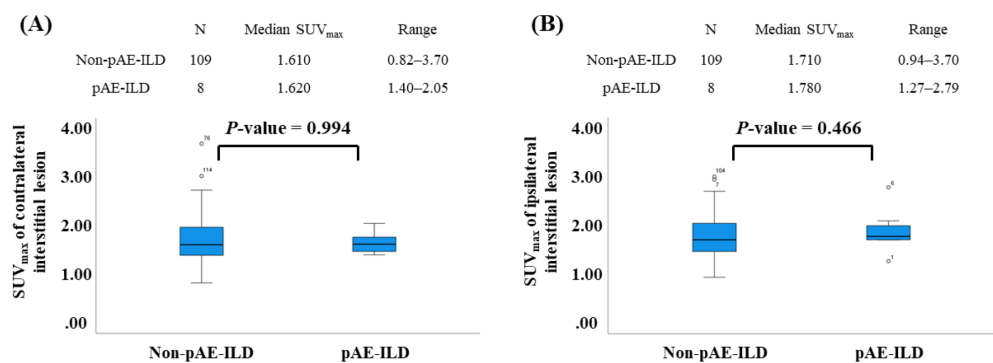 (A)
N Median SUVmax Range
Non-pAE-ILD 109 1.610 0.82–3.70
pAE-ILD 8 1.620 1.40–2.05
SUVmax of contralateral
interstitial lesion
4.00
3.00
2.00
1.00
.00
P-value = 0.994
76
114
Non-pAE-ILD pAE-ILD
(B)
N Median SUVmax Range
Non-pAE-ILD 109 1.710 0.94–3.70
pAE-ILD 8 1.780 1.27–2.79
SUVmax of ipsilateral
interstitial lesion
4.00
3.00
2.00
1.00
.00
P-value = 0.466
104
7
6
1
Non-pAE-ILD pAE-ILD